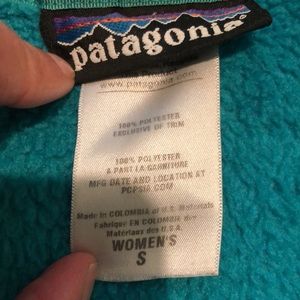 patagonia
www.patagonia.com
100% POLYESTER
EXCLUSIVE OF TRIM
100% POLYESTER
A PART LA GARNITURE
MFG DATE AND LOCATION AT
PCPSIA.COM
Made in COLOMBIA of U.S. Materials
Fabriqué EN COLOMBIE des
Matériaux des U.S.A.
WOMEN'S
S